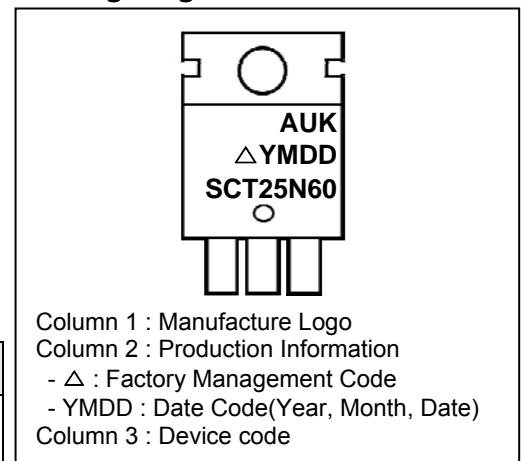 AUK
△YMDD
SCT25N60
Column 1 : Manufacture Logo
Column 2 : Production Information
- △ : Factory Management Code
- YMDD : Date Code(Year, Month, Date)
Column 3 : Device code